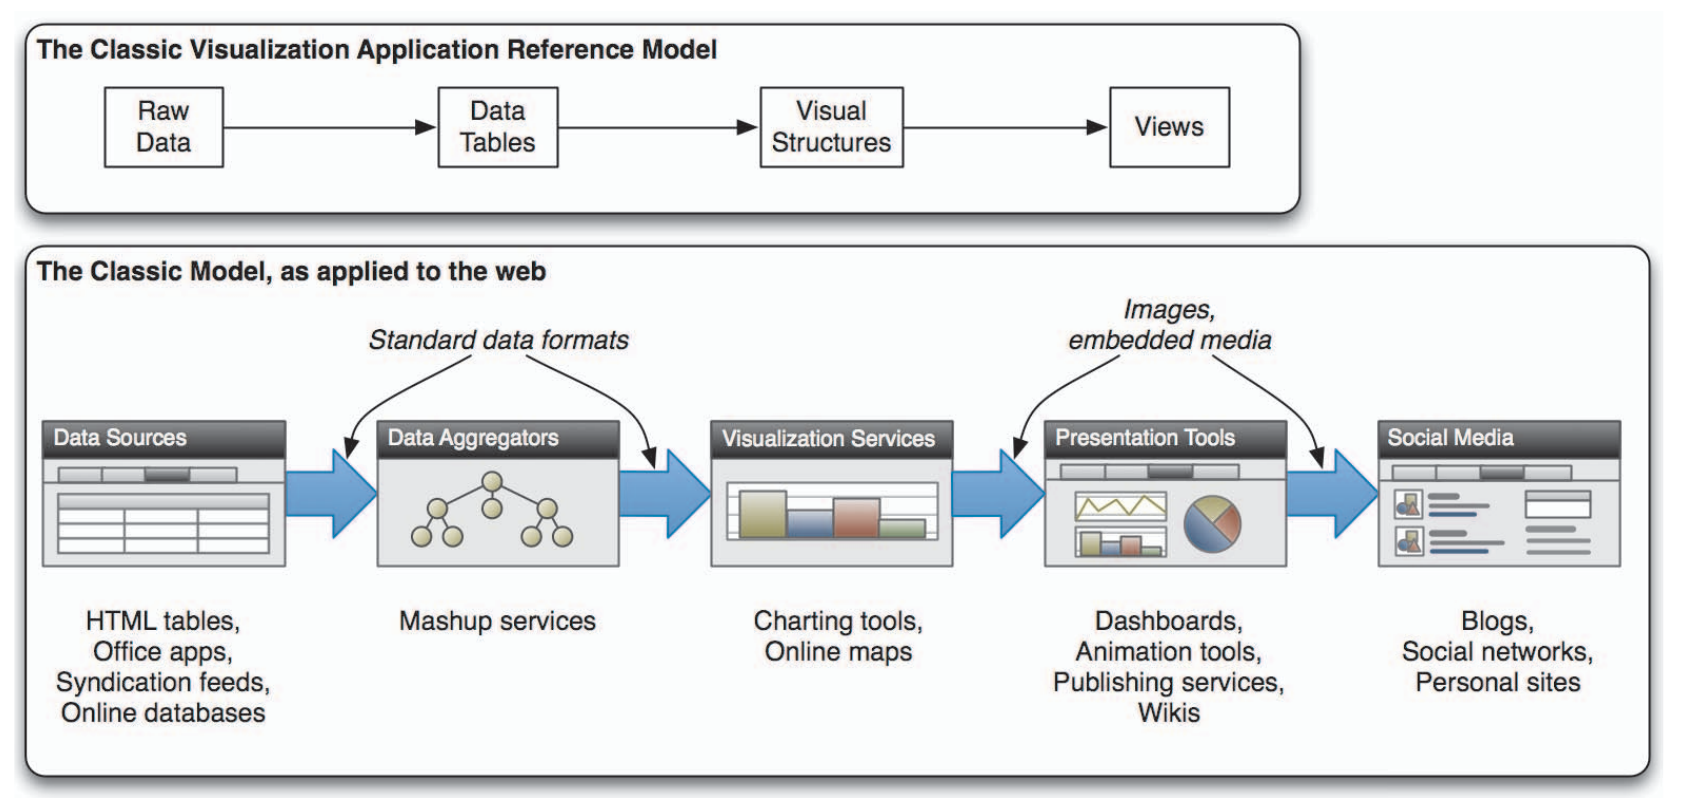 The Classic Visualization Application Reference Model
Raw
Data
Data
Tables
Visual
Structures
Views
The Classic Model, as applied to the web
Standard data formats
Images,
embedded media
Data Sources
Data Aggregators
Visualization Services
Presentation Tools
Social Media
HTML tables,
Office apps,
Syndication feeds,
Online databases
Mashup services
Charting tools,
Online maps
Dashboards,
Animation tools,
Publishing services,
Wikis
Blogs,
Social networks,
Personal sites